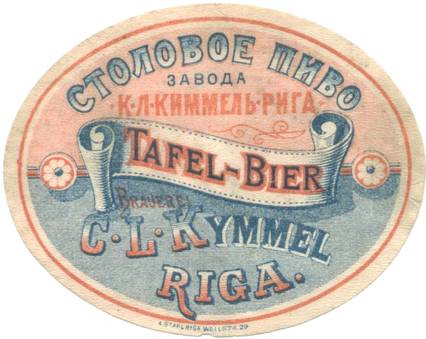 СТОЛОВОЕ ПИВО
ЗАВОДА
К·Л·КИММЕЛЬ·РИГА·
TAFEL-BIER
BRAUEREI
C·L·KYMMEL
RIGA.